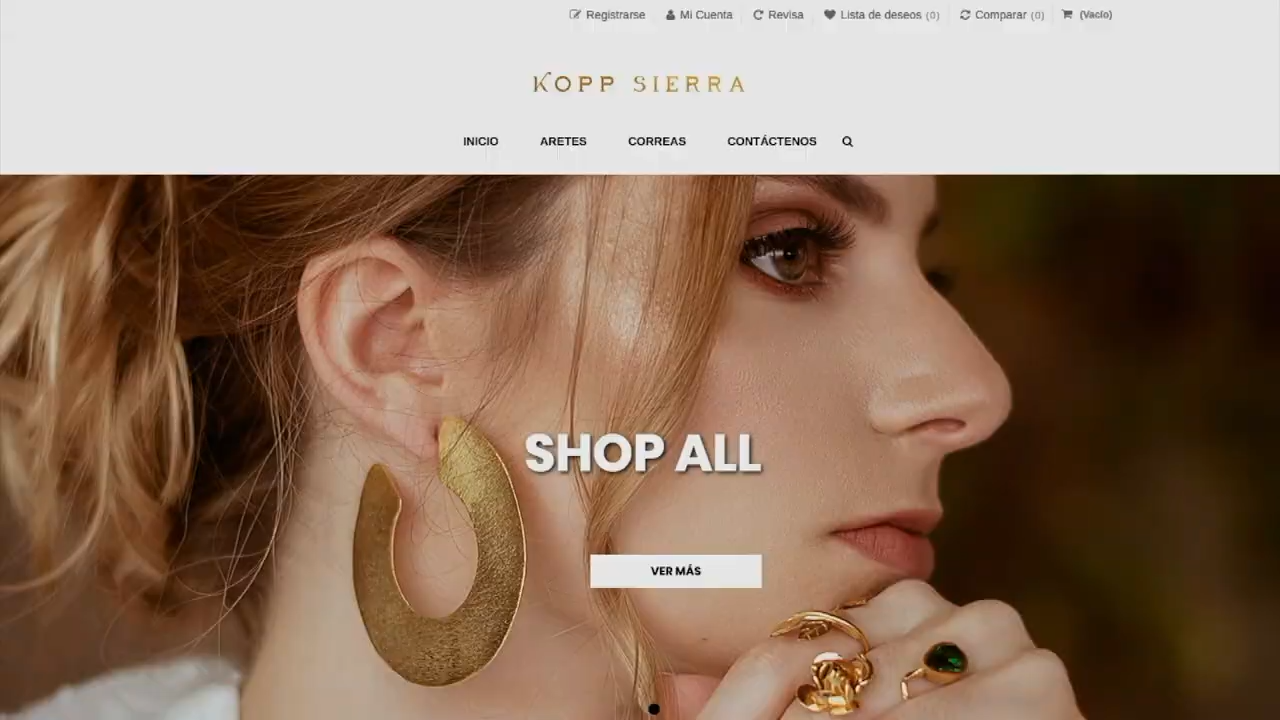 Registrarse Mi Cuenta Revisa Lista de deseos (0) Comparar (0) (Vacío)
KOPP SIERRA
INICIO ARETES CORREAS CONTÁCTENOS
SHOP ALL
VER MÁS